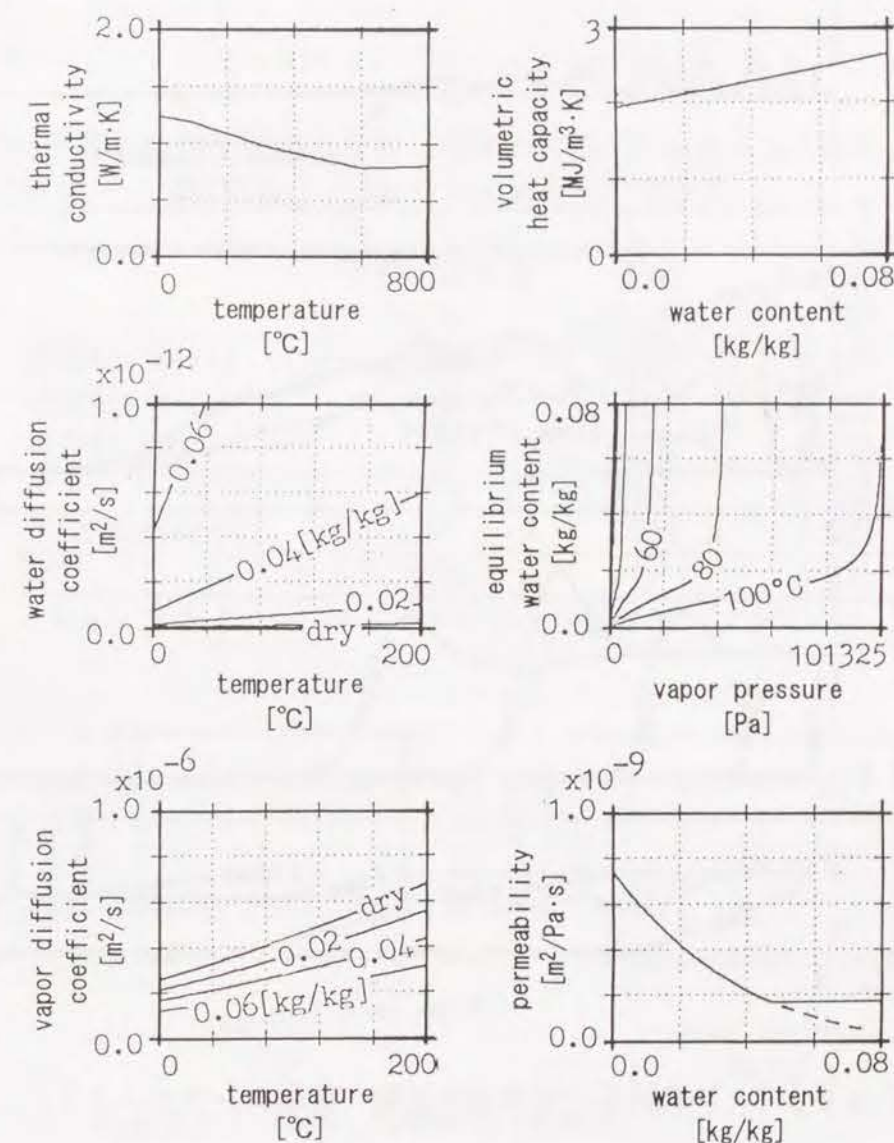 2.0
thermal
conductivity
[W/m·K]
0.0
0
800
temperature
[°C]
3
volumetric
heat capacity
[MJ/m³·K]
0
0.0
0.08
water content
[kg/kg]
x10⁻¹²
1.0
water diffusion
coefficient
[m²/s]
0.0
0.06
0.04[kg/kg]
0.02
dry
0
200
temperature
[°C]
0.08
equilibrium
water content
[kg/kg]
0.0
60
80
100°C
0
101325
vapor pressure
[Pa]
x10⁻⁶
1.0
vapor diffusion
coefficient
[m²/s]
0.0
dry
0.02
0.04
0.06[kg/kg]
0
200
temperature
[°C]
x10⁻⁹
1.0
permeability
[m²/Pa·s]
0.0
0.0
0.08
water content
[kg/kg]